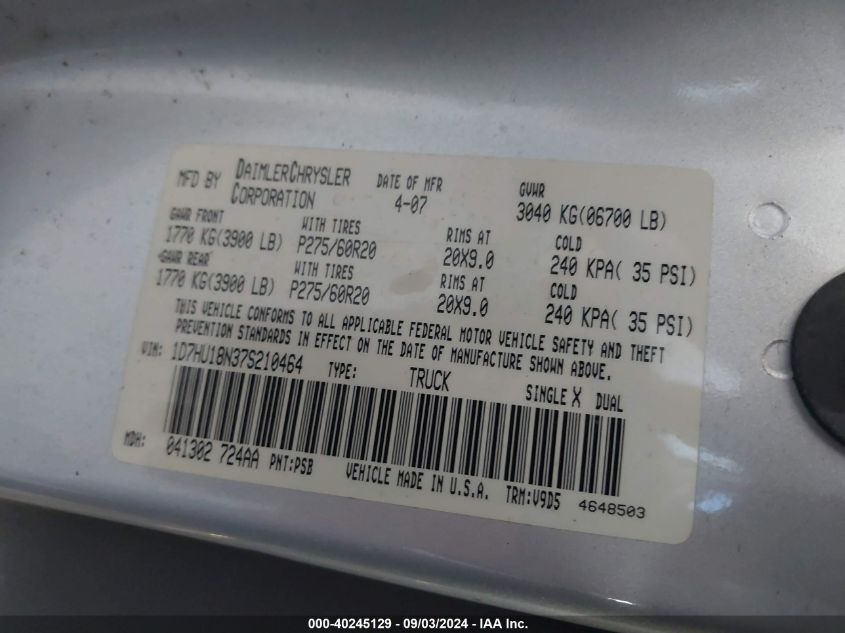 MFD BY DAIMLERCHRYSLER CORPORATION DATE OF MFR 4-07 GVWR 3040 KG(06700 LB)
GAWR FRONT WITH TIRES RIMS AT COLD
1770 KG(3900 LB) P275/60R20 20X9.0 240 KPA( 35 PSI)
GAWR REAR WITH TIRES RIMS AT COLD
1770 KG(3900 LB) P275/60R20 20X9.0 240 KPA( 35 PSI)
THIS VEHICLE CONFORMS TO ALL APPLICABLE FEDERAL MOTOR VEHICLE SAFETY AND THEFT
PREVENTION STANDARDS IN EFFECT ON THE DATE OF MANUFACTURE SHOWN ABOVE.
VIN: 1D7HU18N37S210464 TYPE: TRUCK SINGLE X DUAL
MDH: 041302 724AA PNT:PSB VEHICLE MADE IN U.S.A. TRM:V9D5 4648503
000-40245129 - 09/03/2024 - IAA Inc.